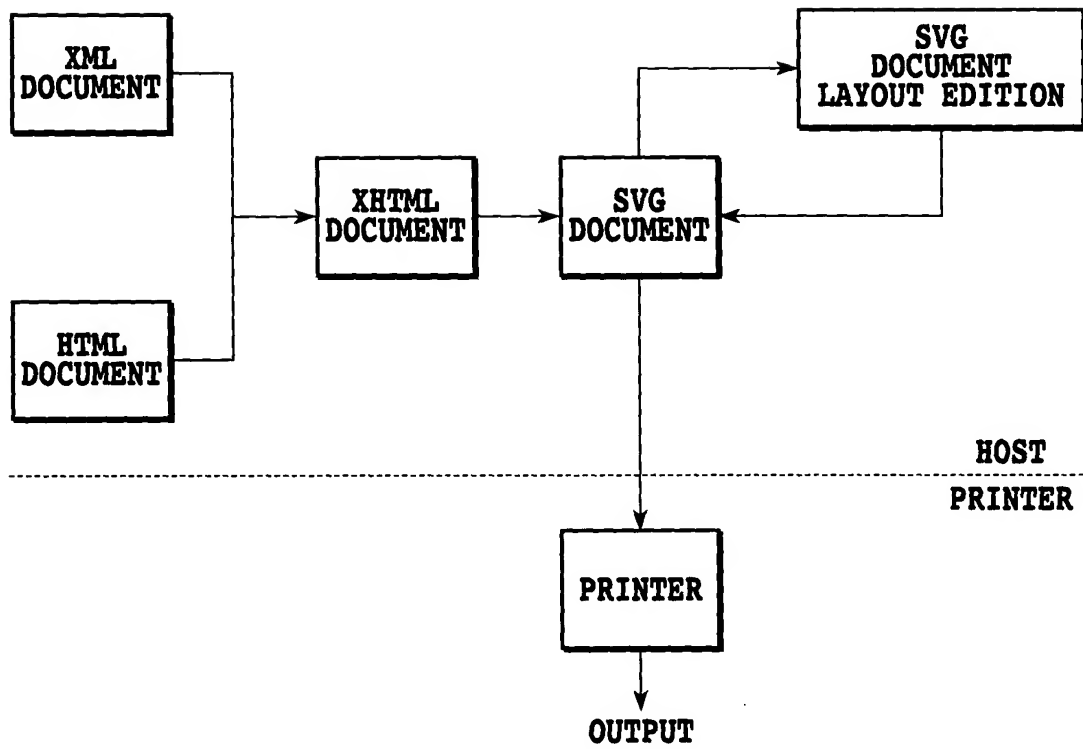 XML
DOCUMENT
SVG
DOCUMENT
LAYOUT EDITION
XHTML
DOCUMENT
SVG
DOCUMENT
HTML
DOCUMENT
HOST
PRINTER
PRINTER
OUTPUT